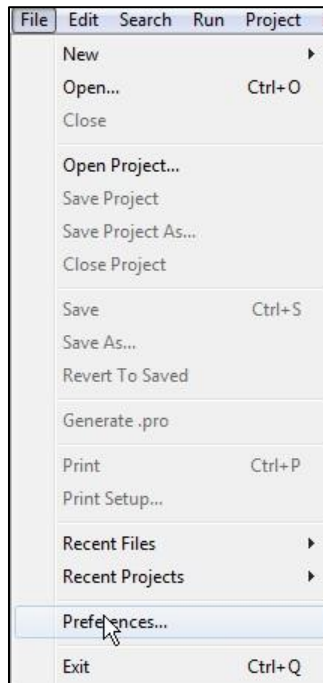 File Edit Search Run Project
New
Open... Ctrl+O
Close
Open Project...
Save Project
Save Project As...
Close Project
Save Ctrl+S
Save As...
Revert To Saved
Generate .pro
Print Ctrl+P
Print Setup...
Recent Files
Recent Projects
Preferences...
Exit Ctrl+Q